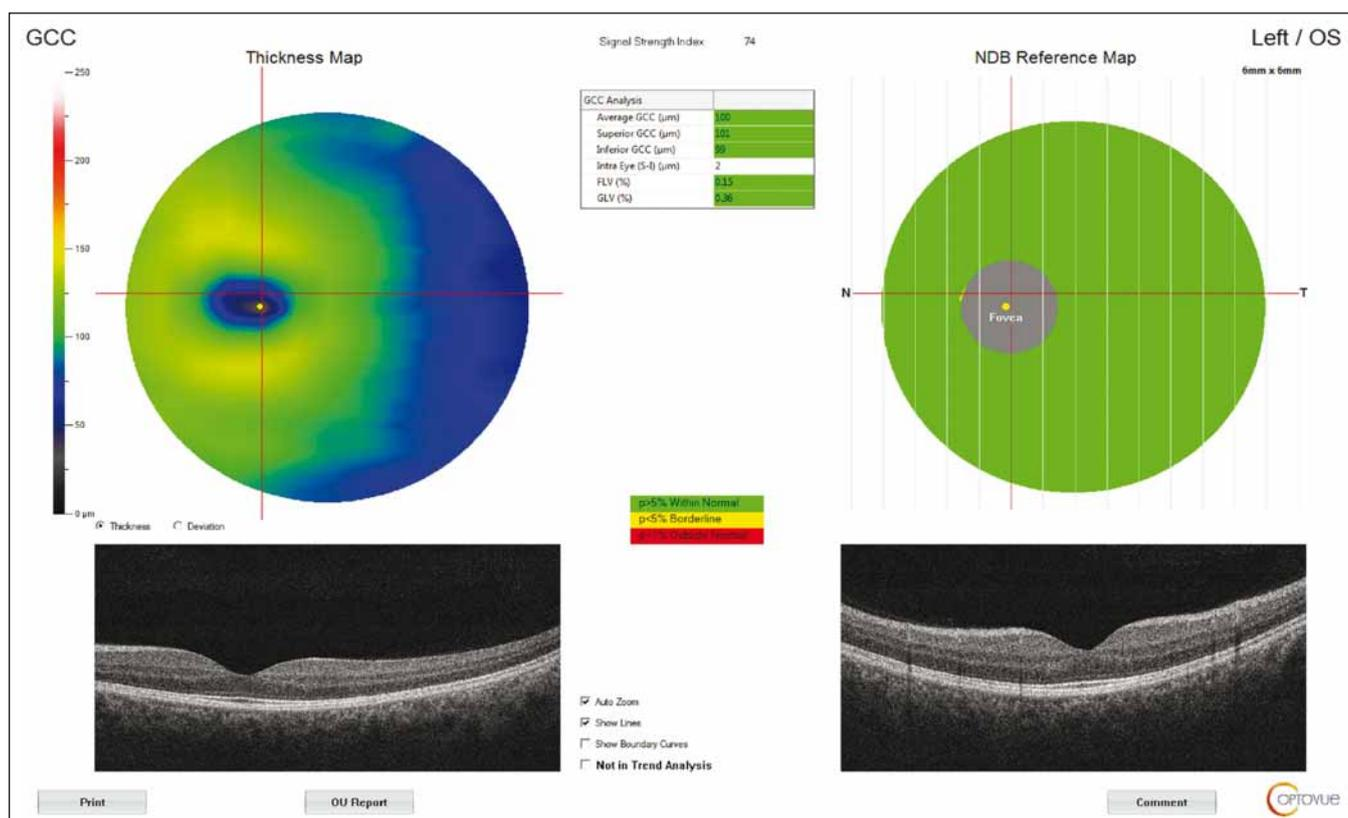 GCC
Signal Strength Index 74
Left / OS
Thickness Map
NDB Reference Map
6mm x 6mm
250
200
150
100
50
0 µm
GCC Analysis
Average GCC (µm) 100
Superior GCC (µm) 101
Inferior GCC (µm) 99
Intra Eye (S-I) (µm) 2
FLV (%) 0.15
GLV (%) 0.36
N
T
Fovea
Thickness
Deviation
p>5% Within Normal
p<5% Borderline
p<1% Outside Normal
Auto Zoom
Show Lines
Show Boundary Curves
Not in Trend Analysis
Print
OU Report
Comment
OPTOVUE